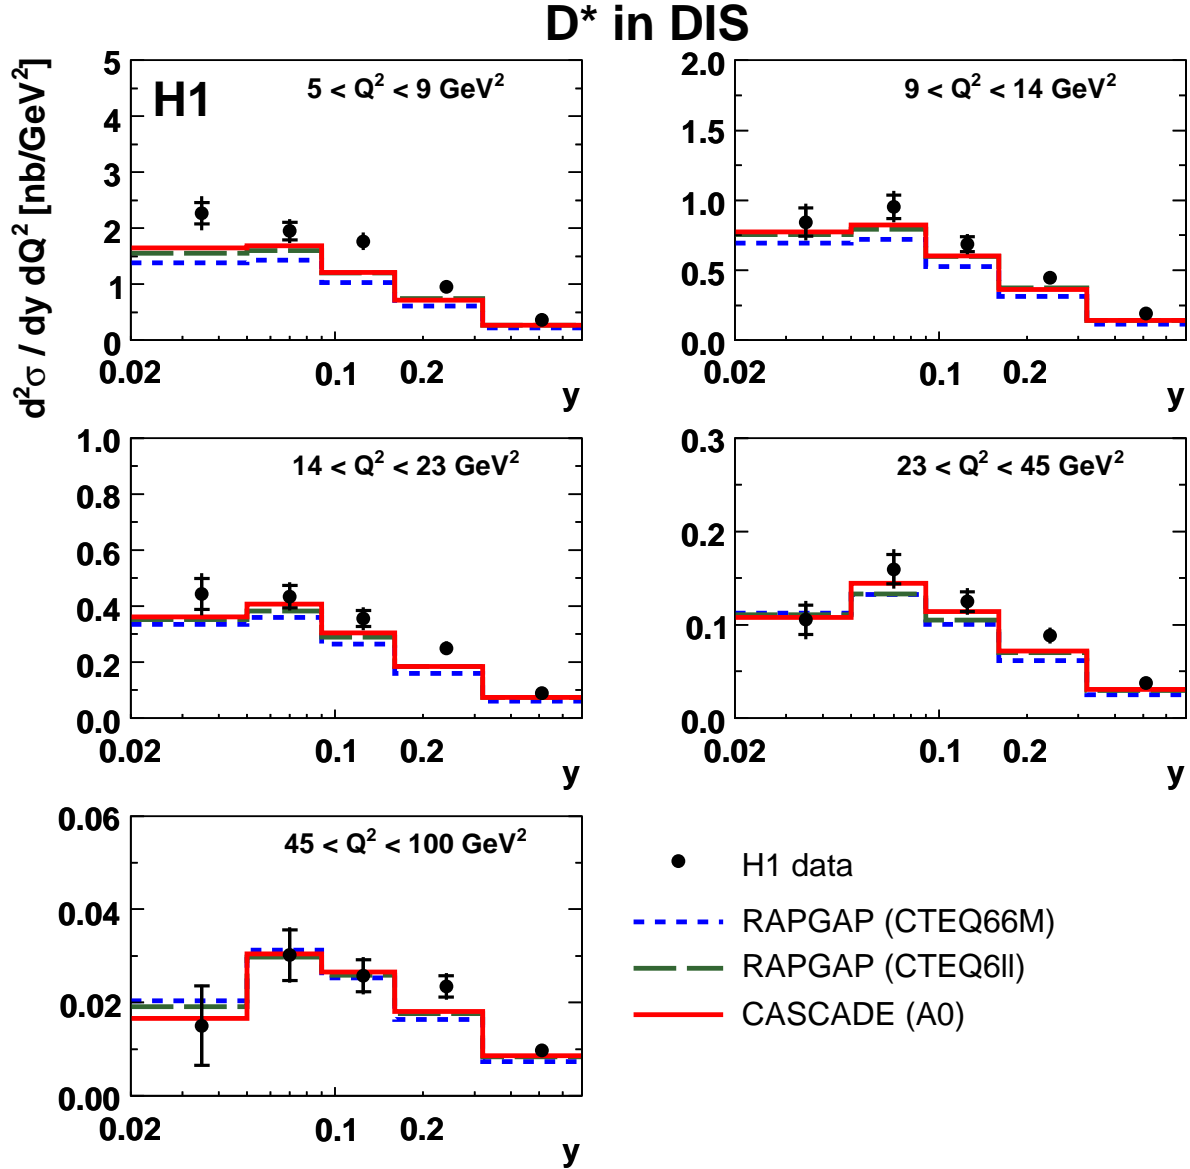 D* in DIS
d²σ / dy dQ² [nb/GeV²]
H1
5 < Q² < 9 GeV²
5
4
3
2
1
0
0.02
0.1
0.2
y
9 < Q² < 14 GeV²
2.0
1.5
1.0
0.5
0.0
0.02
0.1
0.2
y
14 < Q² < 23 GeV²
1.0
0.8
0.6
0.4
0.2
0.0
0.02
0.1
0.2
y
23 < Q² < 45 GeV²
0.3
0.2
0.1
0.0
0.02
0.1
0.2
y
45 < Q² < 100 GeV²
0.06
0.04
0.02
0.00
0.02
0.1
0.2
y
H1 data
RAPGAP (CTEQ66M)
RAPGAP (CTEQ6ll)
CASCADE (A0)